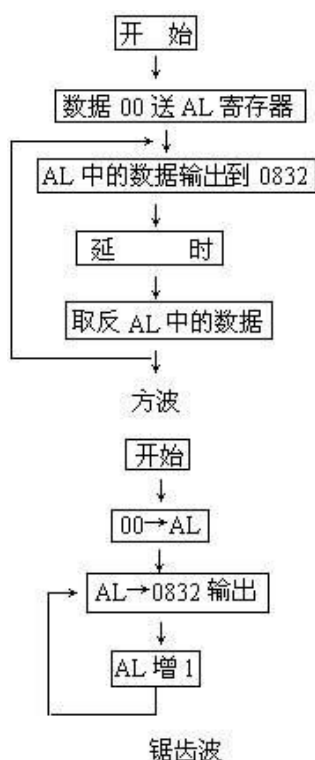 开 始
数据 00 送 AL 寄存器
AL 中的数据输出到 0832
延 时
取反 AL 中的数据
方波
开始
00→AL
AL→0832 输出
AL 增 1
锯齿波